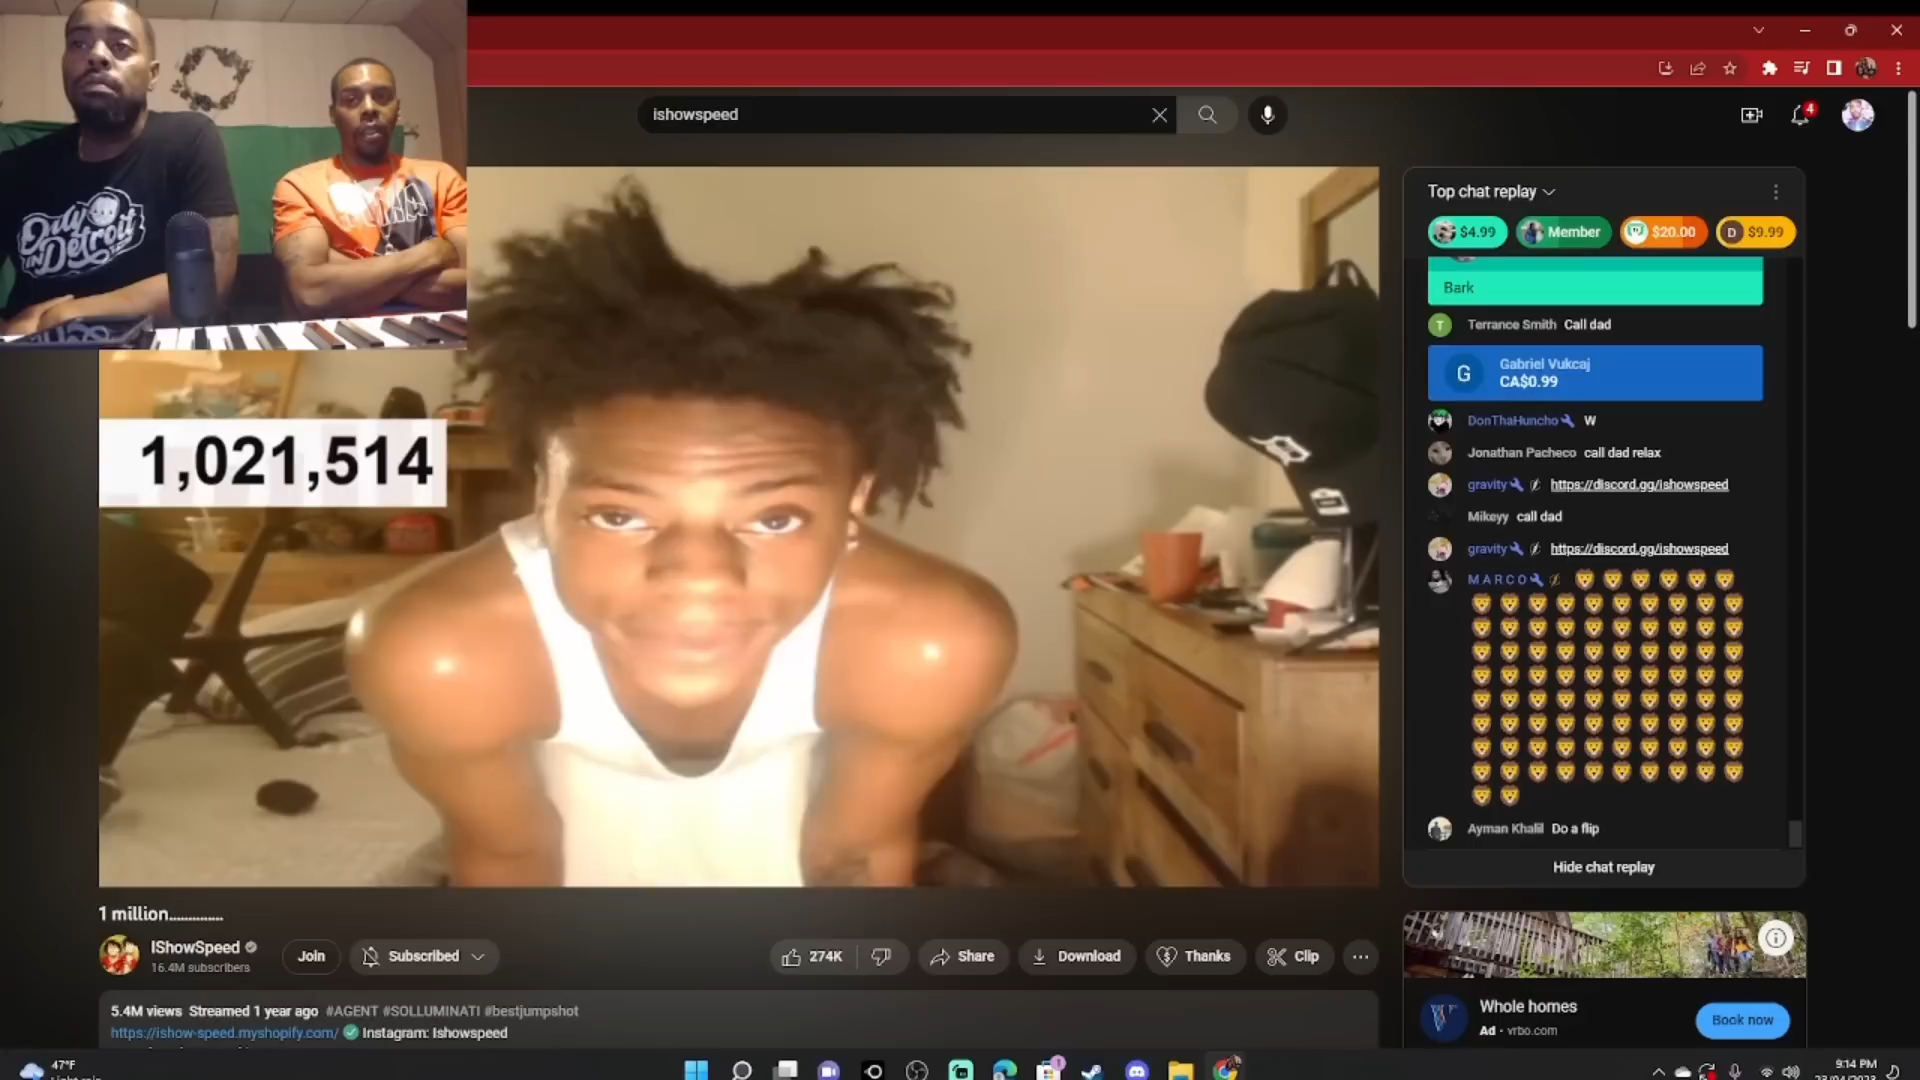 Only
IN Detroit
ishowspeed
4
1,021,514
Top chat replay
$4.99
Member
$20.00
D $9.99
Bark
T Terrance Smith Call dad
G Gabriel Vukcaj
CA$0.99
DonThaHuncho W
Jonathan Pacheco call dad relax
gravity https://discord.gg/ishowspeed
Mikeyy call dad
gravity https://discord.gg/ishowspeed
M A R C O
Ayman Khalil Do a flip
Hide chat replay
1 million..............
IShowSpeed
16.4M subscribers
Join
Subscribed
274K
Share
Download
Thanks
Clip
5.4M views Streamed 1 year ago #AGENT #SOLLUMINATI #bestjumpshot
https://ishow-speed.myshopify.com/ Instagram: Ishowspeed
Whole homes
Ad · vrbo.com
Book now
47°F
9:14 PM